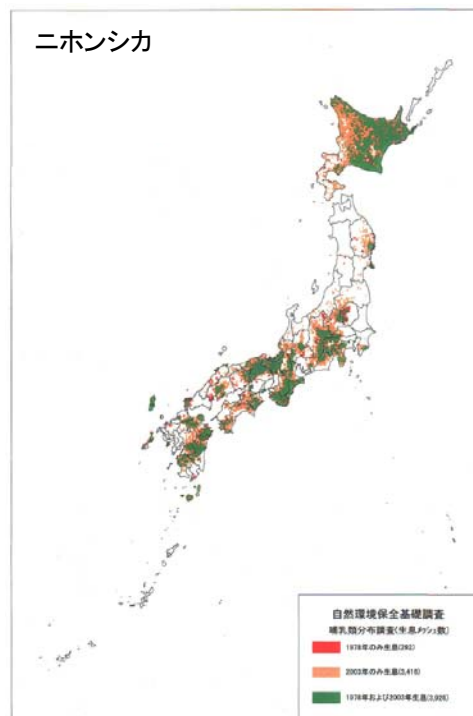 ニホンシカ
自然環境保全基礎調査
哺乳類分布調査(生息メッシュ数)
1978年のみ生息(282)
2003年のみ生息(3,416)
1978年および2003年生息(3,926)